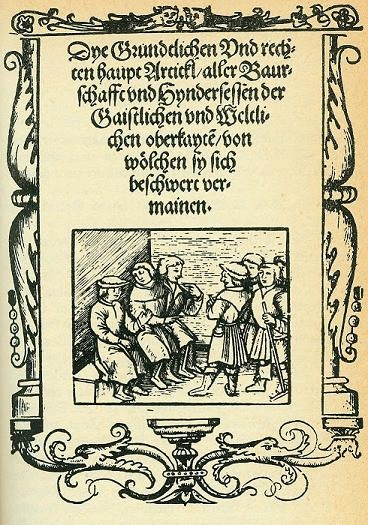 Dye Grundtlichen Vnd rech-
ten haupt Artickl/aller Baur-
schafft vnd Hyndersessen der
Gaistlichen vnd Weltli-
chen oberkaytē/von
wölchen sy sich
beschwert ver-
mainen.